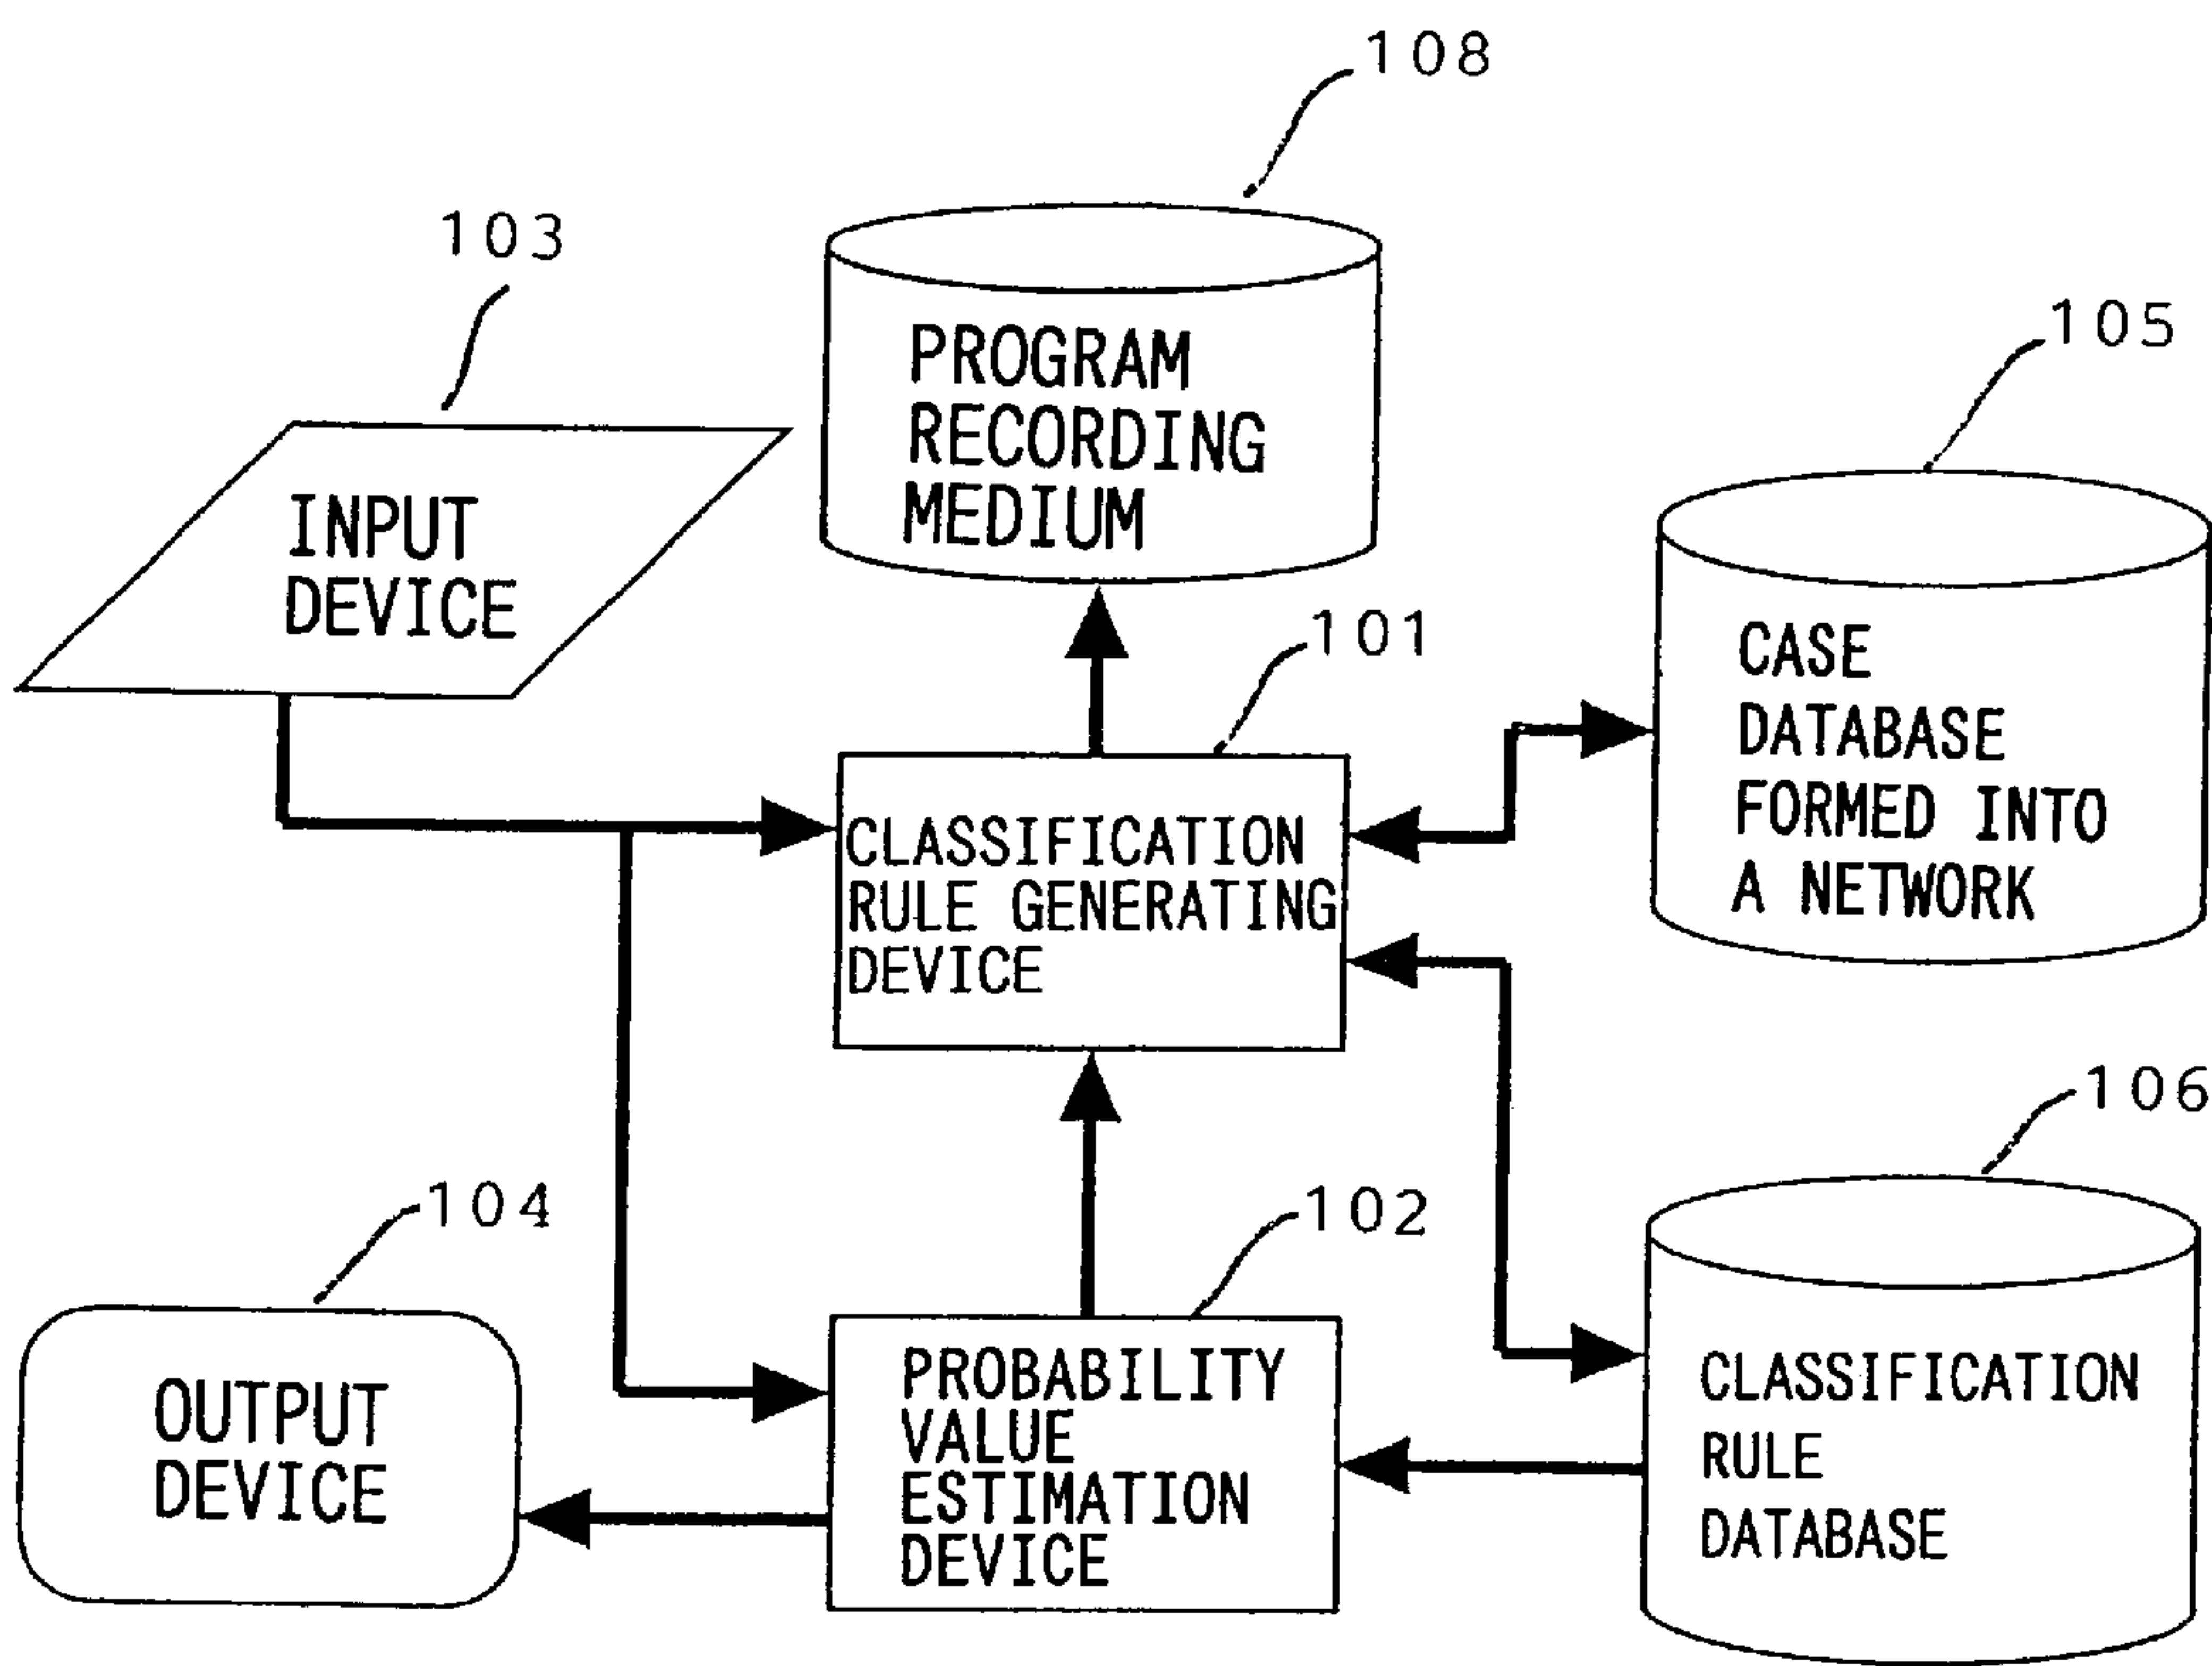 108
103
PROGRAM
RECORDING
MEDIUM
105
INPUT
DEVICE
101
CASE
DATABASE
FORMED INTO
A NETWORK
CLASSIFICATION
RULE GENERATING
DEVICE
106
104
102
OUTPUT
DEVICE
PROBABILITY
VALUE
ESTIMATION
DEVICE
CLASSIFICATION
RULE
DATABASE